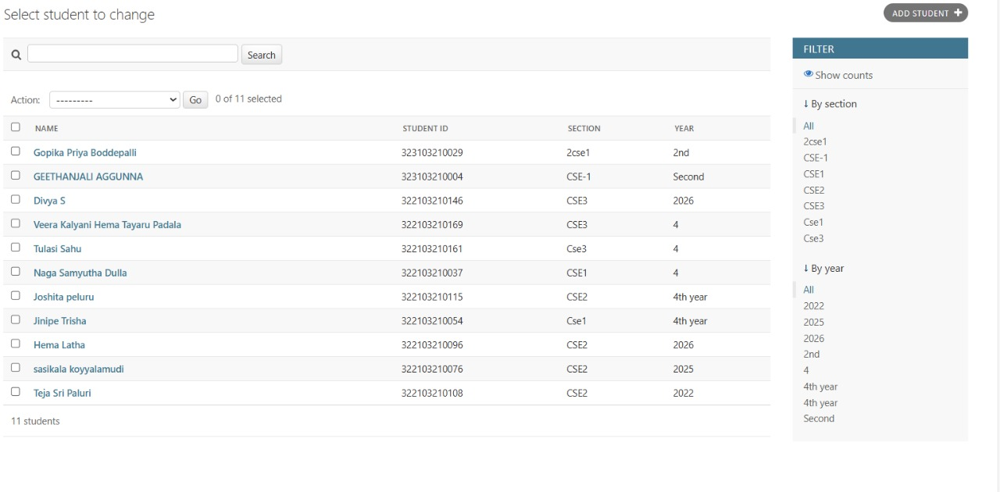 Select student to change
ADD STUDENT +
Search
Action: --------- Go 0 of 11 selected
NAME STUDENT ID SECTION YEAR
Gopika Priya Boddepalli 323103210029 2cse1 2nd
GEETHANJALI AGGUNNA 323103210004 CSE-1 Second
Divya S 322103210146 CSE3 2026
Veera Kalyani Hema Tayaru Padala 322103210169 CSE3 4
Tulasi Sahu 322103210161 Cse3 4
Naga Samyutha Dulla 322103210037 CSE1 4
Joshita peluru 322103210115 CSE2 4th year
Jinipe Trisha 322103210054 Cse1 4th year
Hema Latha 322103210096 CSE2 2026
sasikala koyyalamudi 322103210076 CSE2 2025
Teja Sri Paluri 322103210108 CSE2 2022
11 students
FILTER
Show counts
↓ By section
All
2cse1
CSE-1
CSE1
CSE2
CSE3
Cse1
Cse3
↓ By year
All
2022
2025
2026
2nd
4
4th year
4th year
Second